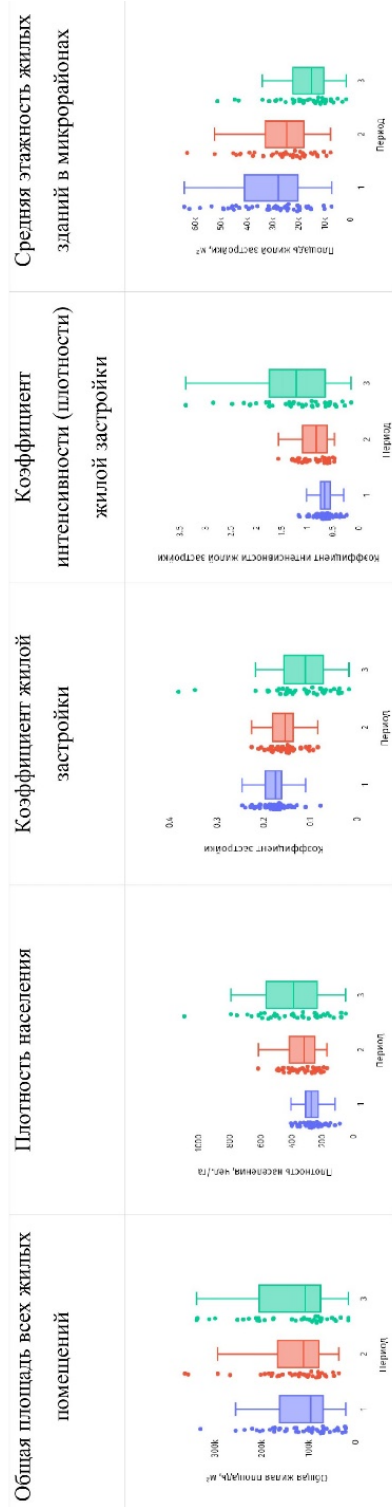 Общая площадь всех жилых
помещений
Плотность населения
Коэффициент жилой
застройки
Коэффициент
интенсивности (плотности)
жилой застройки
Средняя этажность жилых
зданий в микрорайонах
Общая жилая площадь, м²
300k
200k
100k
0
1
2
3
Период
Плотность населения, чел./га
1000
800
600
400
200
0
1
2
3
Период
Коэффициент застройки
0.4
0.3
0.2
0.1
0
1
2
3
Период
Коэффициент интенсивности жилой застройки
3.5
3
2.5
2
1.5
1
0.5
0
1
2
3
Период
Площадь жилой застройки, м²
60k
50k
40k
30k
20k
10k
0
1
2
3
Период